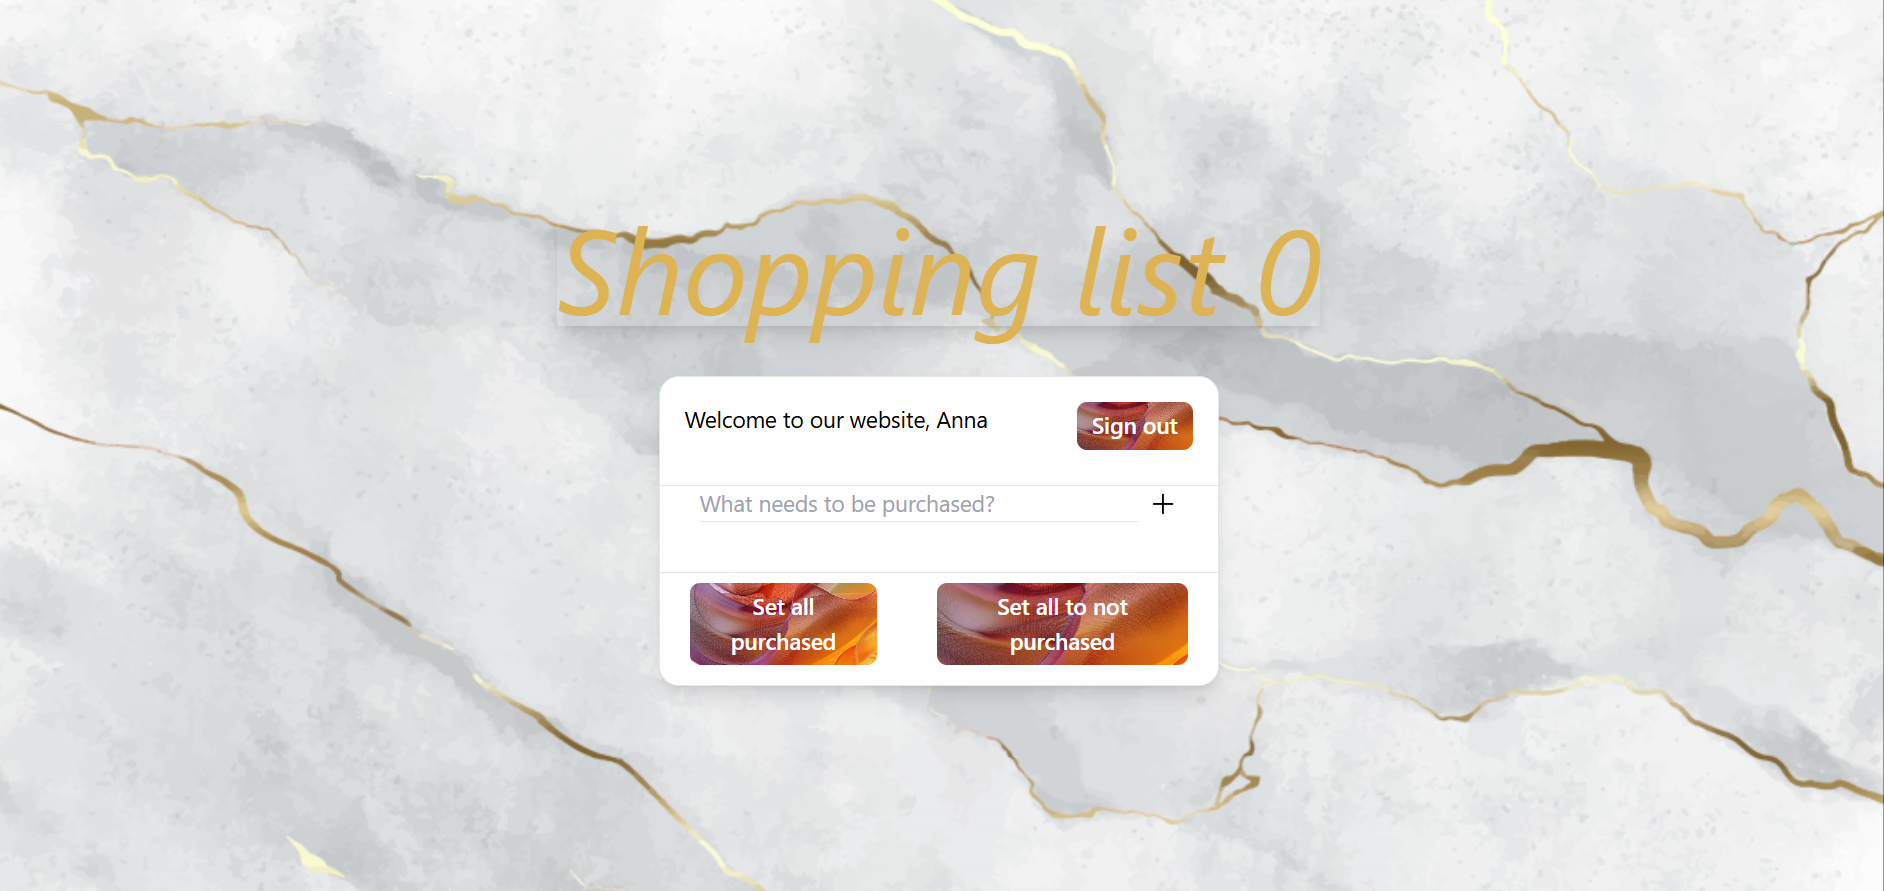 Shopping list 0
Welcome to our website, Anna
Sign out
What needs to be purchased?
Set all
purchased
Set all to not
purchased